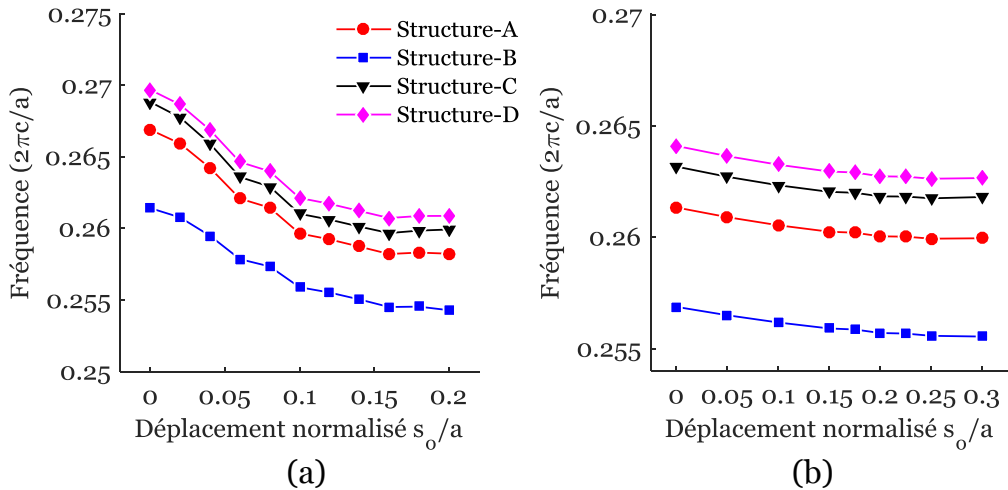 0.275
0.27
0.265
0.26
0.255
0.25
Fréquence (2πc/a)
Structure-A
Structure-B
Structure-C
Structure-D
0 0.05 0.1 0.15 0.2
Déplacement normalisé s₀/a
(a)
0.27
0.265
0.26
0.255
Fréquence (2πc/a)
0 0.05 0.1 0.15 0.2 0.25 0.3
Déplacement normalisé s₀/a
(b)